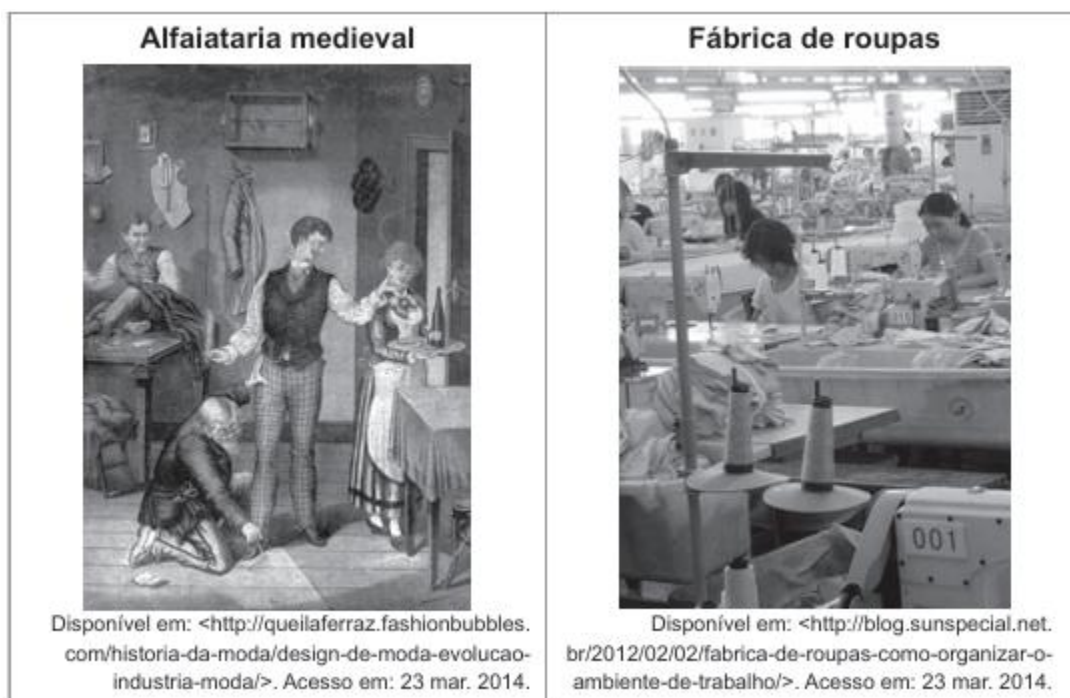 Alfaiataria medieval
Disponível em: <http://queilaferraz.fashionbubbles.
com/historia-da-moda/design-de-moda-evolucao-
industria-moda/>. Acesso em: 23 mar. 2014.
Fábrica de roupas
001
Disponível em: <http://blog.sunspecial.net.
br/2012/02/02/fabrica-de-roupas-como-organizar-o-
ambiente-de-trabalho/>. Acesso em: 23 mar. 2014.